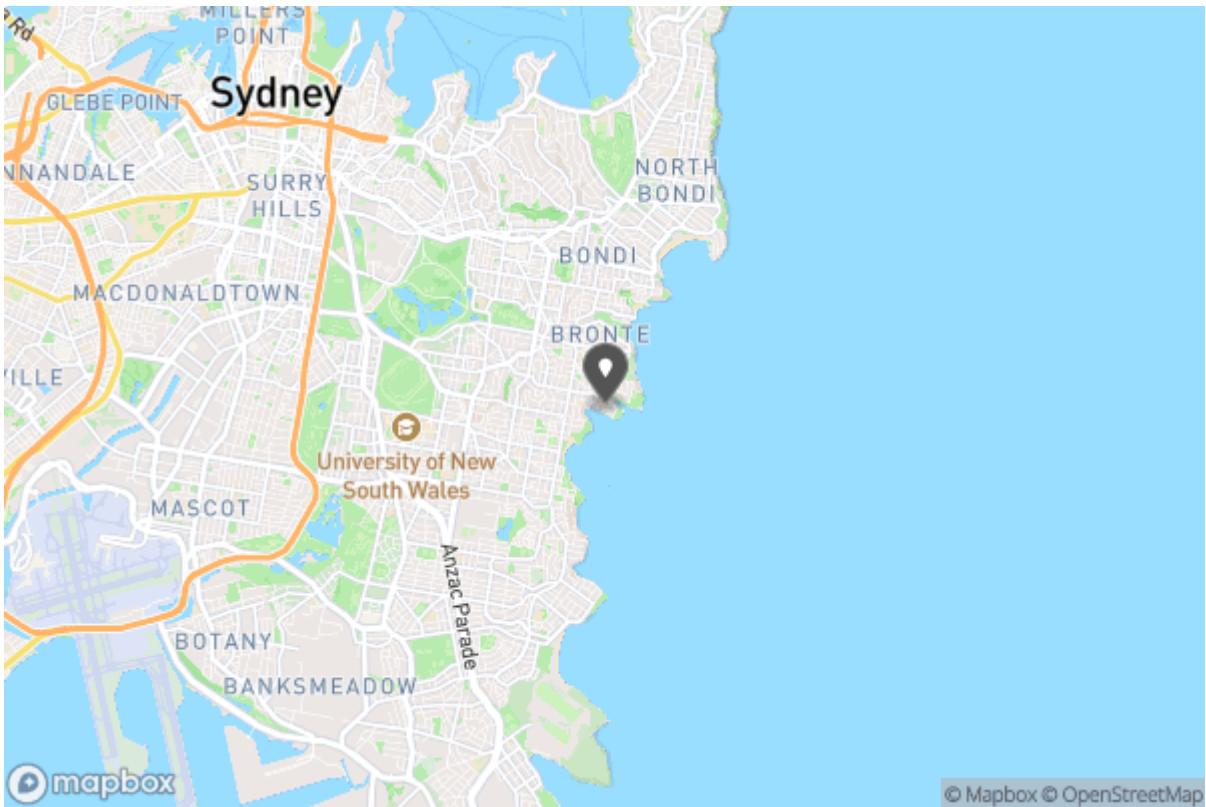 a Rd
MILLERS
POINT
Sydney
GLEBE POINT
NNANDALE
SURRY
HILLS
NORTH
BONDI
BONDI
MACDONALDTOWN
BRONTE
VILLE
University of New
South Wales
MASCOT
Anzac Parade
BOTANY
BANKSMEADOW
mapbox
© Mapbox © OpenStreetMap